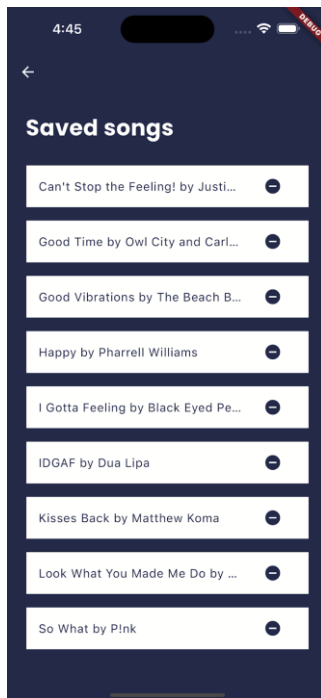 4:45
DEBUG
Saved songs
Can't Stop the Feeling! by Justi...
Good Time by Owl City and Carl...
Good Vibrations by The Beach B...
Happy by Pharrell Williams
I Gotta Feeling by Black Eyed Pe...
IDGAF by Dua Lipa
Kisses Back by Matthew Koma
Look What You Made Me Do by ...
So What by P!nk